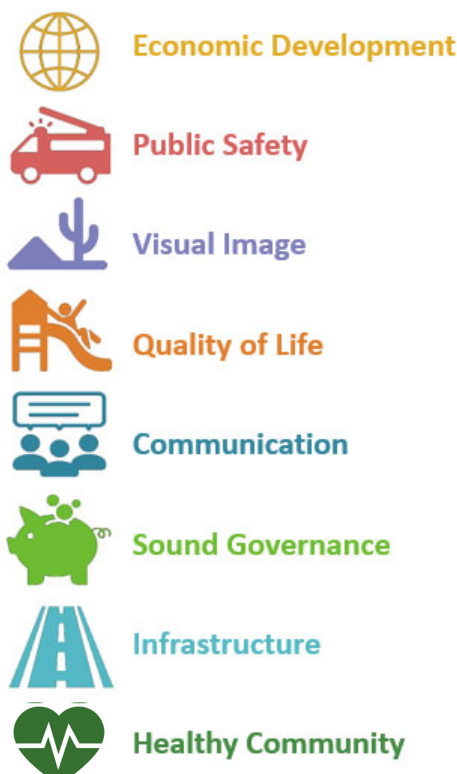 Economic Development
Public Safety
Visual Image
Quality of Life
Communication
Sound Governance
Infrastructure
Healthy Community